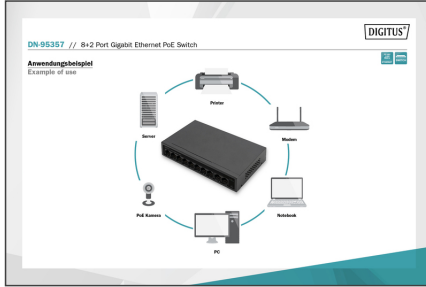 DIGITUS®
DN-95357 // 8+2 Port Gigabit Ethernet PoE Switch
Anwendungsbeispiel
Example of use
Printer
Server
Modem
PoE Kamera
Notebook
PC